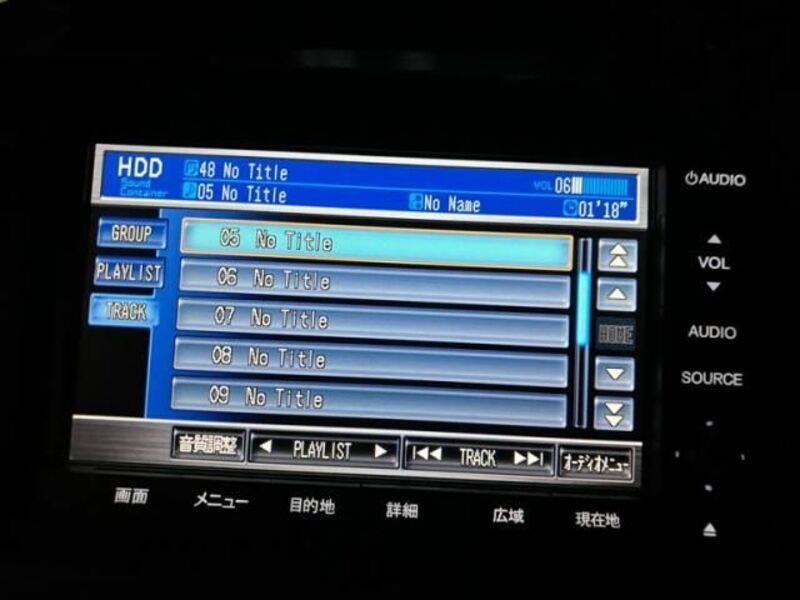 HDD 48 No Title VOL 06
Sound
Container 05 No Title No Name 01'18"
AUDIO
GROUP 05 No Title
PLAYLIST 06 No Title
TRACK 07 No Title HOME
08 No Title
09 No Title
VOL
AUDIO
SOURCE
音質調整 PLAYLIST TRACK オーディオメニュー
画面 メニュー 目的地 詳細 広域 現在地